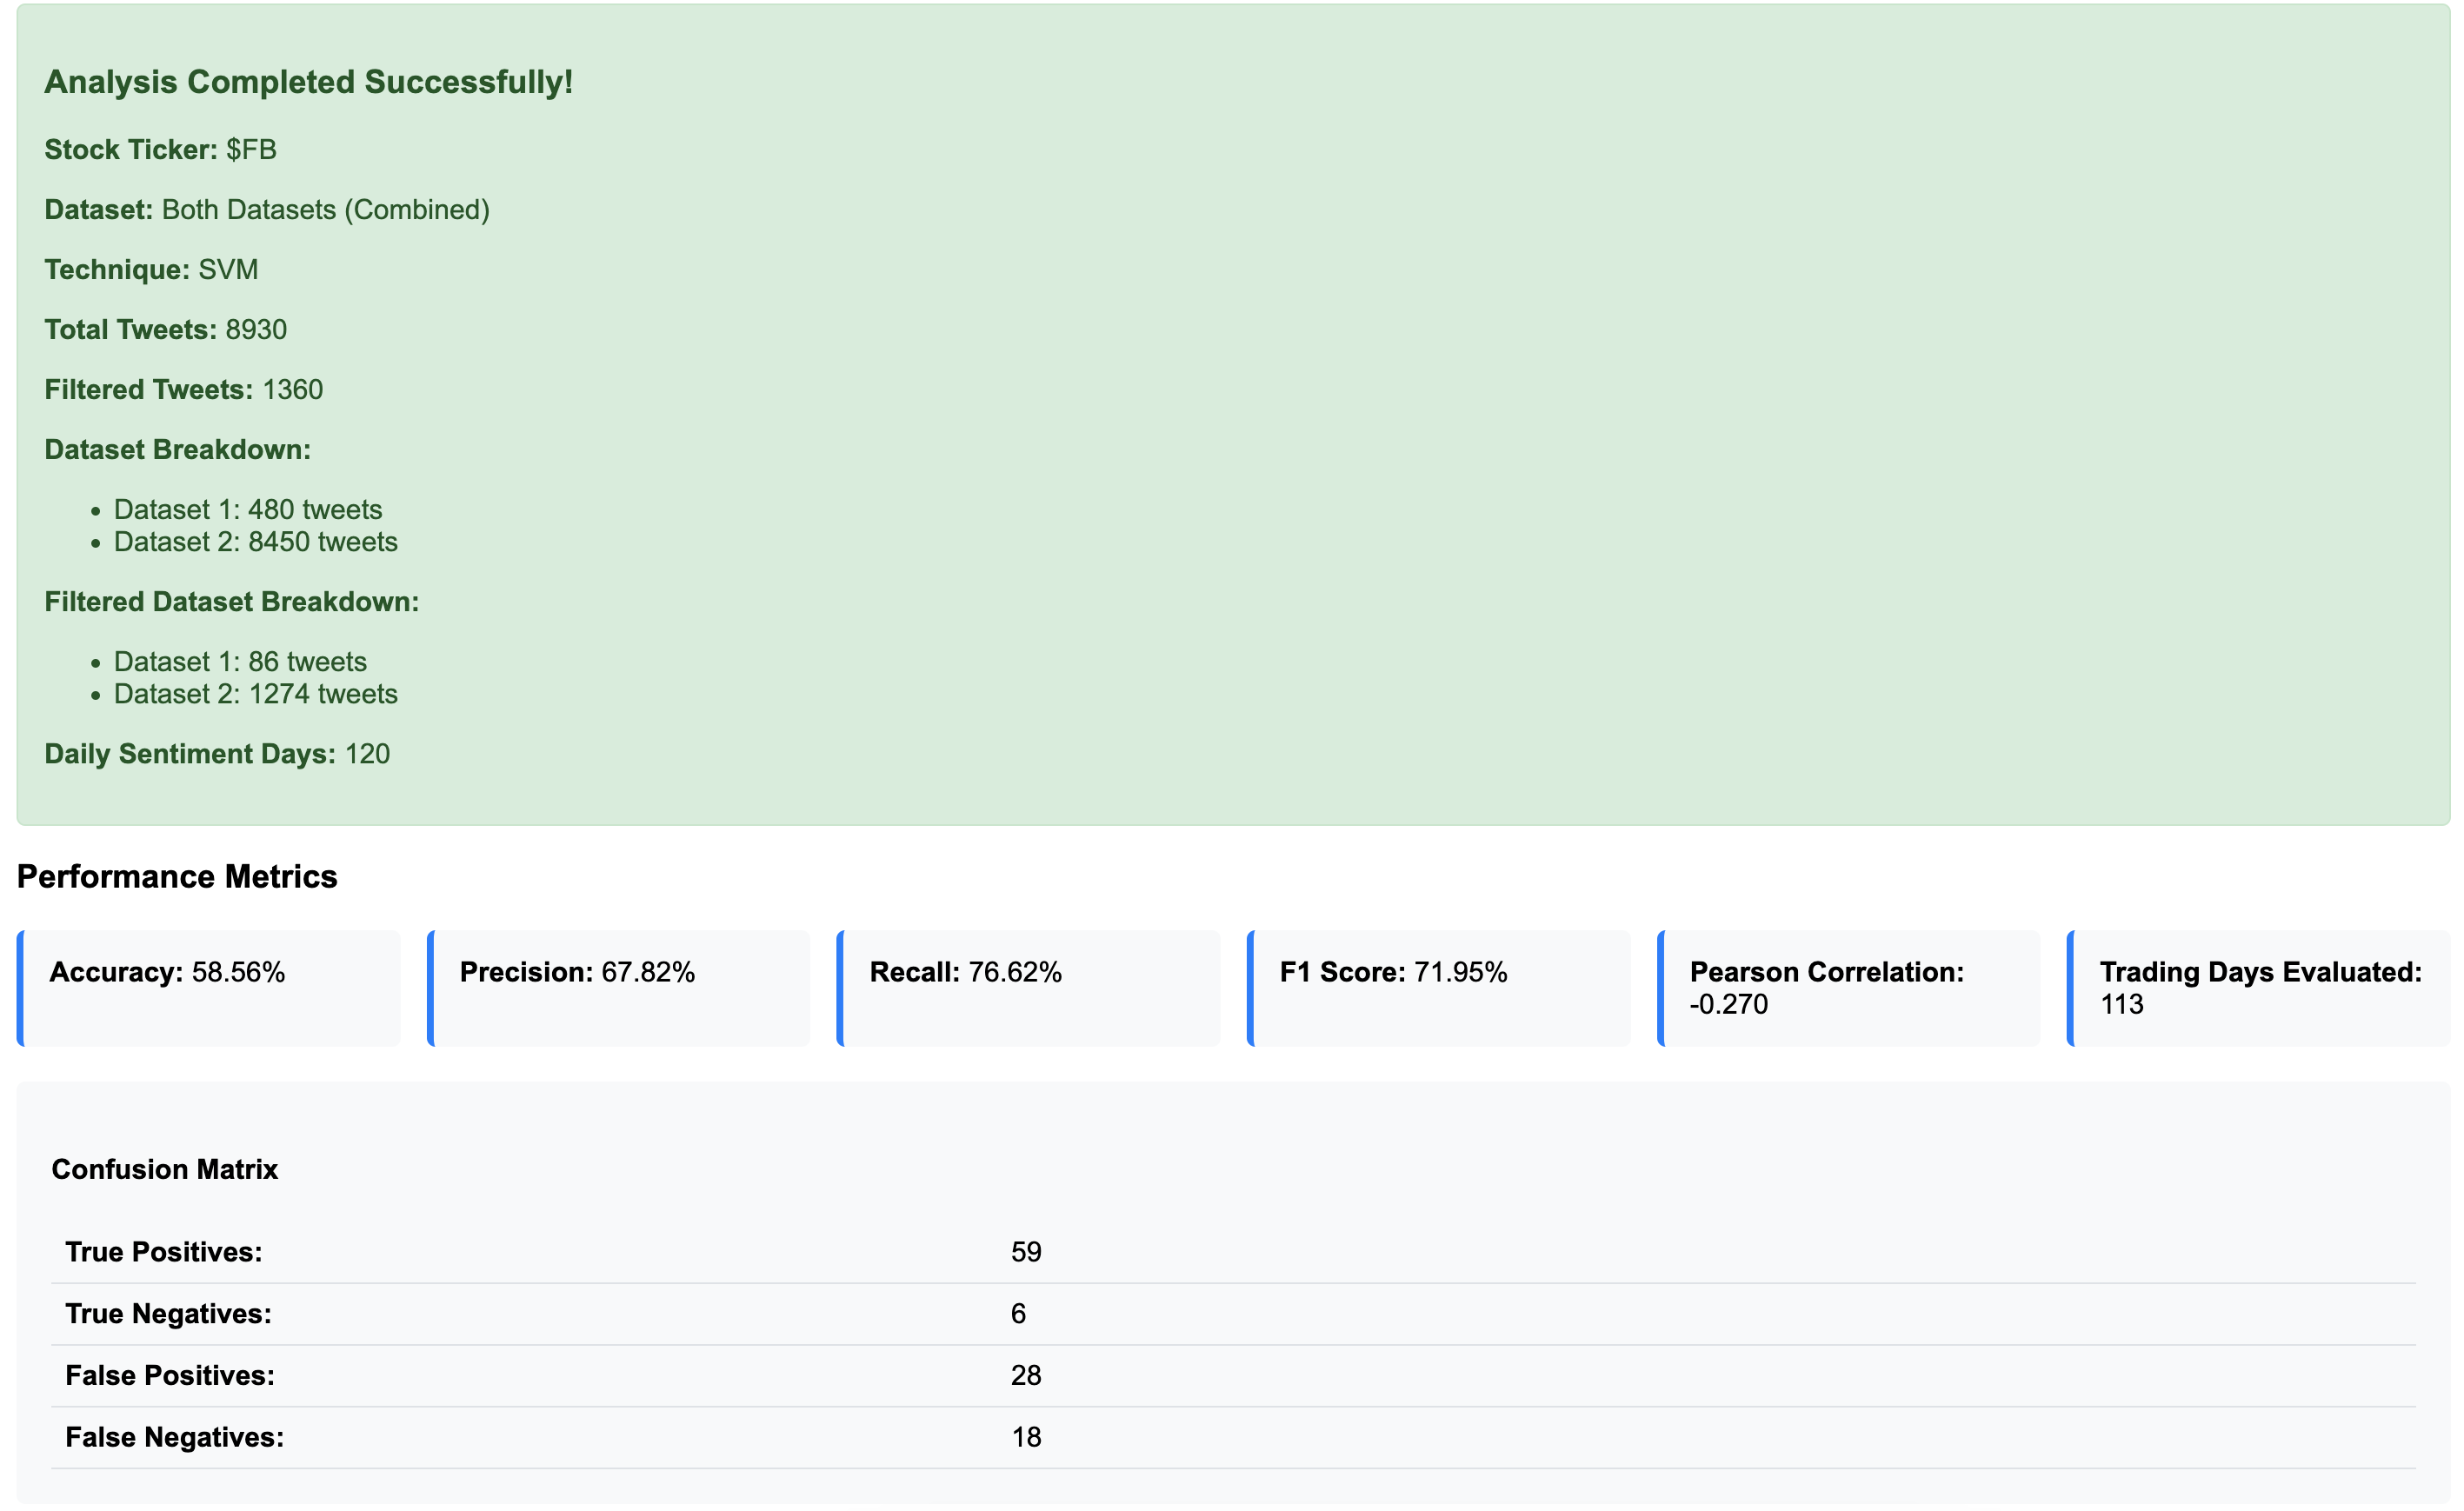 Analysis Completed Successfully!
Stock Ticker: $FB
Dataset: Both Datasets (Combined)
Technique: SVM
Total Tweets: 8930
Filtered Tweets: 1360
Dataset Breakdown:
• Dataset 1: 480 tweets
• Dataset 2: 8450 tweets
Filtered Dataset Breakdown:
• Dataset 1: 86 tweets
• Dataset 2: 1274 tweets
Daily Sentiment Days: 120
Performance Metrics
Accuracy: 58.56%
Precision: 67.82%
Recall: 76.62%
F1 Score: 71.95%
Pearson Correlation:
-0.270
Trading Days Evaluated:
113
Confusion Matrix
True Positives: 59
True Negatives: 6
False Positives: 28
False Negatives: 18